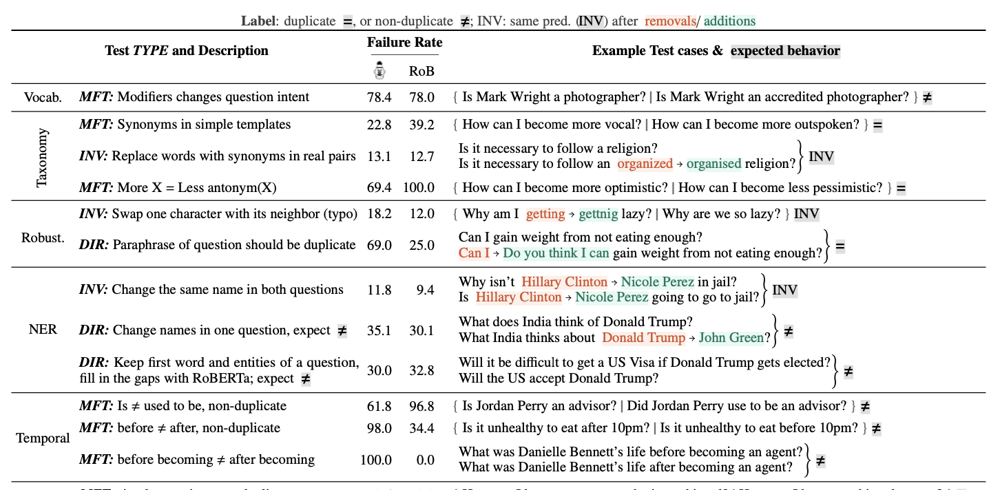 Label: duplicate =, or non-duplicate ≠; INV: same pred. (INV) after removals/ additions
Test TYPE and Description
Failure Rate
Example Test cases & expected behavior
RoB
Vocab.
MFT: Modifiers changes question intent
78.4 78.0
{ Is Mark Wright a photographer? | Is Mark Wright an accredited photographer? } ≠
Taxonomy
MFT: Synonyms in simple templates
22.8 39.2
{ How can I become more vocal? | How can I become more outspoken? } =
INV: Replace words with synonyms in real pairs
13.1 12.7
Is it necessary to follow a religion?
Is it necessary to follow an organized → organised religion? } INV
MFT: More X = Less antonym(X)
69.4 100.0
{ How can I become more optimistic? | How can I become less pessimistic? } =
Robust.
INV: Swap one character with its neighbor (typo)
18.2 12.0
{ Why am I getting → gettnig lazy? | Why are we so lazy? } INV
DIR: Paraphrase of question should be duplicate
69.0 25.0
Can I gain weight from not eating enough?
Can I → Do you think I can gain weight from not eating enough? } =
NER
INV: Change the same name in both questions
11.8 9.4
Why isn't Hillary Clinton → Nicole Perez in jail?
Is Hillary Clinton → Nicole Perez going to go to jail? } INV
DIR: Change names in one question, expect ≠
35.1 30.1
What does India think of Donald Trump?
What India thinks about Donald Trump → John Green? } ≠
DIR: Keep first word and entities of a question,
fill in the gaps with RoBERTa; expect ≠
30.0 32.8
Will it be difficult to get a US Visa if Donald Trump gets elected?
Will the US accept Donald Trump? } ≠
Temporal
MFT: Is ≠ used to be, non-duplicate
61.8 96.8
{ Is Jordan Perry an advisor? | Did Jordan Perry use to be an advisor? } ≠
MFT: before ≠ after, non-duplicate
98.0 34.4
{ Is it unhealthy to eat after 10pm? | Is it unhealthy to eat before 10pm? } ≠
MFT: before becoming ≠ after becoming
100.0 0.0
What was Danielle Bennett's life before becoming an agent?
What was Danielle Bennett's life after becoming an agent? } ≠